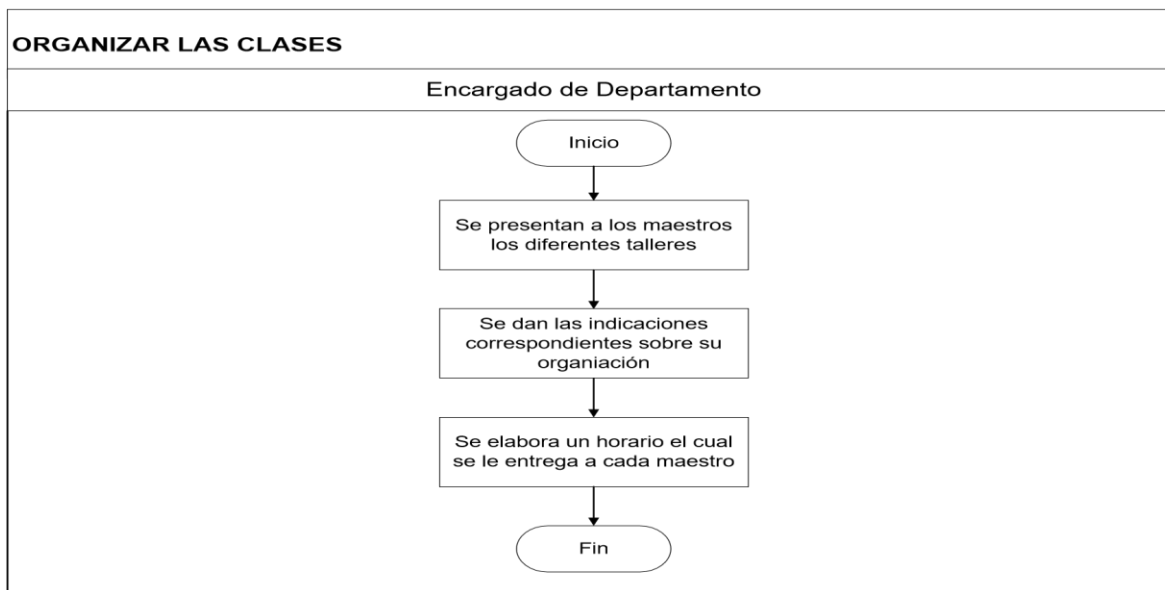 ORGANIZAR LAS CLASES
Encargado de Departamento
Inicio
Se presentan a los maestros
los diferentes talleres
Se dan las indicaciones
correspondientes sobre su
organiación
Se elabora un horario el cual
se le entrega a cada maestro
Fin